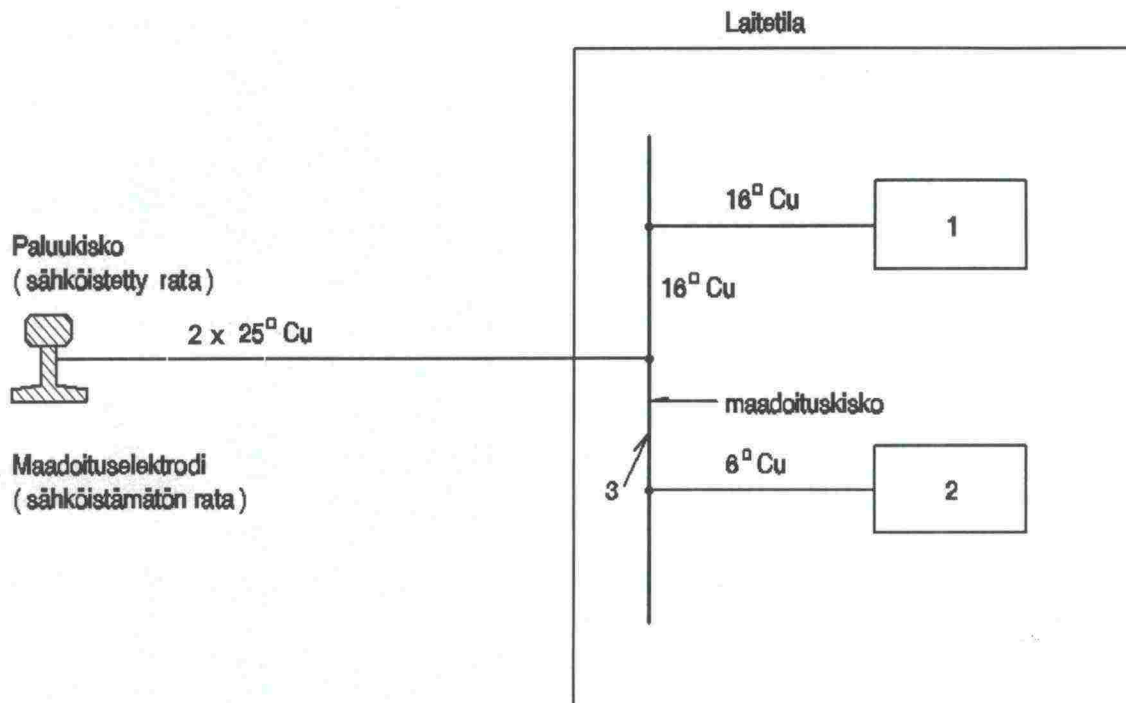 Laitetila
Paluukisko
( sähköistetty rata )
2 x 25□ Cu
Maadoituselektrodi
( sähköistämätön rata )
16□ Cu
1
16□ Cu
maadoituskisko
3
6□ Cu
2